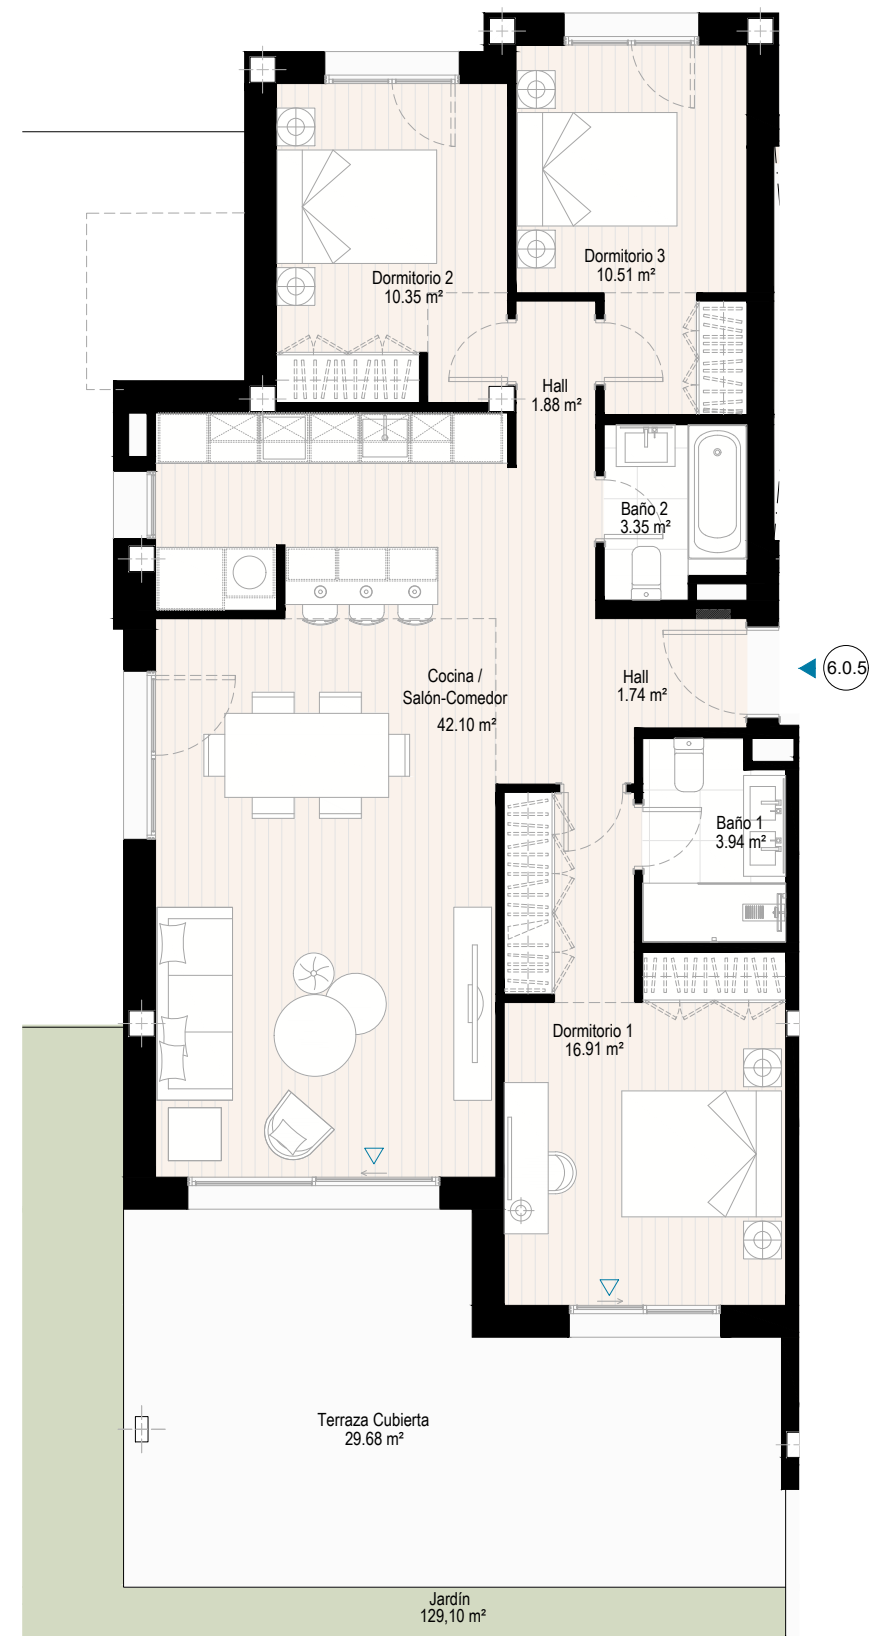 Dormitorio 3
10.51 m²
Dormitorio 2
10.35 m²
Hall
1.88 m²
Baño 2
3.35 m²
Cocina /
Salón-Comedor
42.10 m²
Hall
1.74 m²
6.0.5
Baño 1
3.94 m²
Dormitorio 1
16.91 m²
Terraza Cubierta
29.68 m²
Jardín
129,10 m²